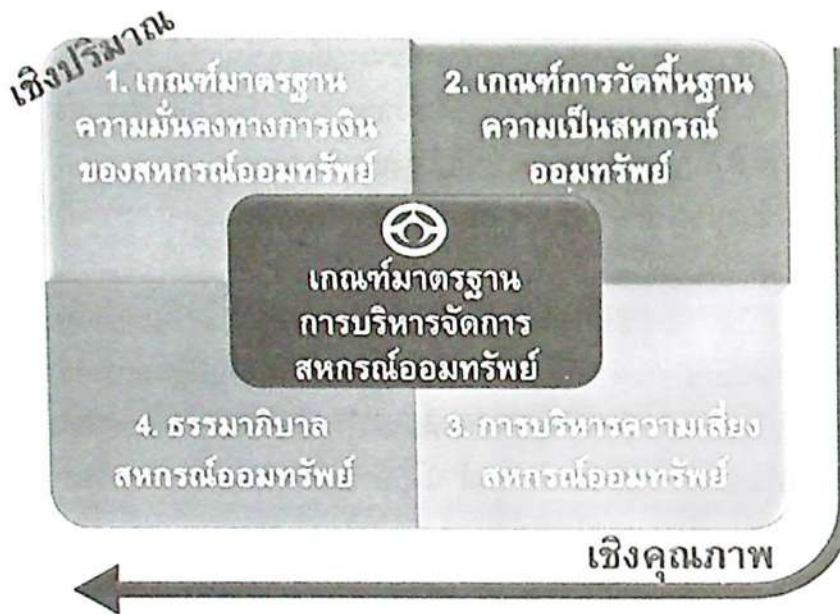 เชิงปริมาณ
1. เกณฑ์มาตรฐาน
ความมั่นคงทางการเงิน
ของสหกรณ์ออมทรัพย์
2. เกณฑ์การวัดพื้นฐาน
ความเป็นสหกรณ์
ออมทรัพย์
เกณฑ์มาตรฐาน
การบริหารจัดการ
สหกรณ์ออมทรัพย์
4. ธรรมาภิบาล
สหกรณ์ออมทรัพย์
3. การบริหารความเสี่ยง
สหกรณ์ออมทรัพย์
เชิงคุณภาพ